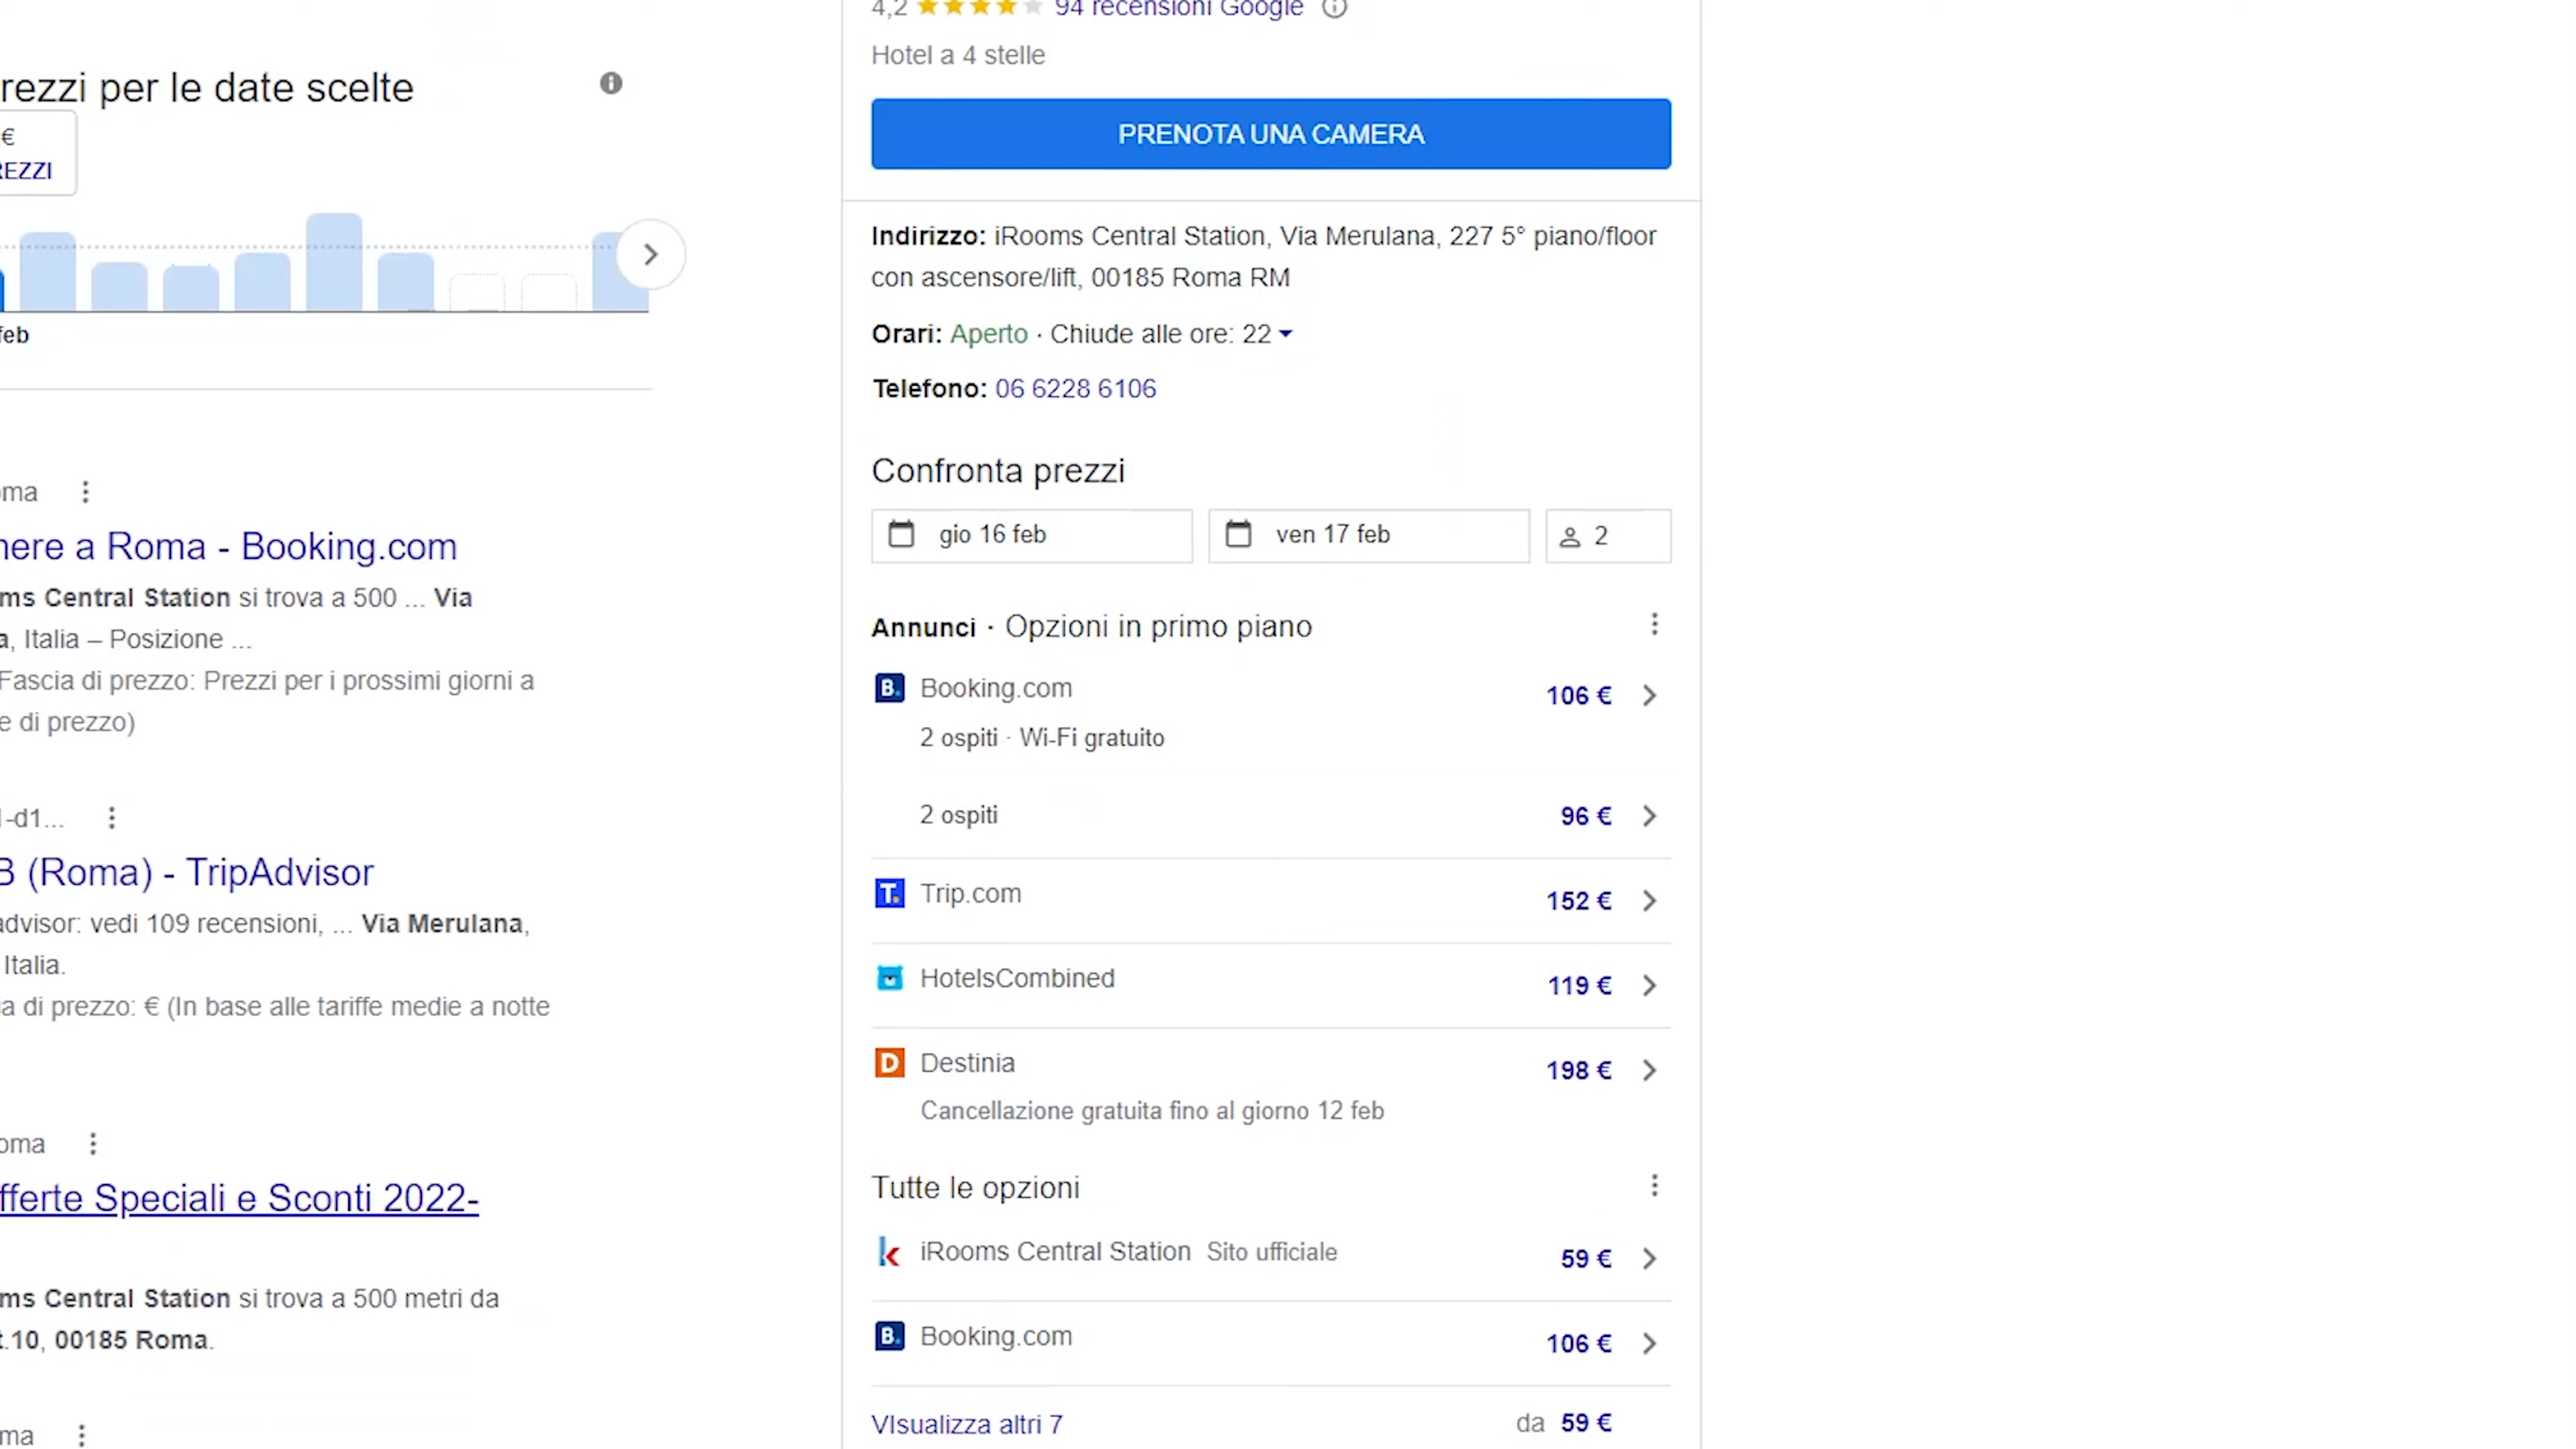 rezzi per le date scelte
€
REZZI
feb
oma
nere a Roma - Booking.com
ms Central Station si trova a 500 ... Via
a, Italia – Posizione ...
Fascia di prezzo: Prezzi per i prossimi giorni a
e di prezzo)
-d1...
B (Roma) - TripAdvisor
advisor: vedi 109 recensioni, ... Via Merulana,
Italia.
ia di prezzo: € (In base alle tariffe medie a notte
oma
fferte Speciali e Sconti 2022-
ms Central Station si trova a 500 metri da
t.10, 00185 Roma.
ma
4,2 94 recensioni Google
Hotel a 4 stelle
PRENOTA UNA CAMERA
Indirizzo: iRooms Central Station, Via Merulana, 227 5° piano/floor
con ascensore/lift, 00185 Roma RM
Orari: Aperto · Chiude alle ore: 22
Telefono: 06 6228 6106
Confronta prezzi
gio 16 feb ven 17 feb 2
Annunci · Opzioni in primo piano
B. Booking.com 106 €
2 ospiti · Wi-Fi gratuito
2 ospiti 96 €
T. Trip.com 152 €
HotelsCombined 119 €
D Destinia 198 €
Cancellazione gratuita fino al giorno 12 feb
Tutte le opzioni
k iRooms Central Station Sito ufficiale 59 €
B. Booking.com 106 €
VIsualizza altri 7 da 59 €